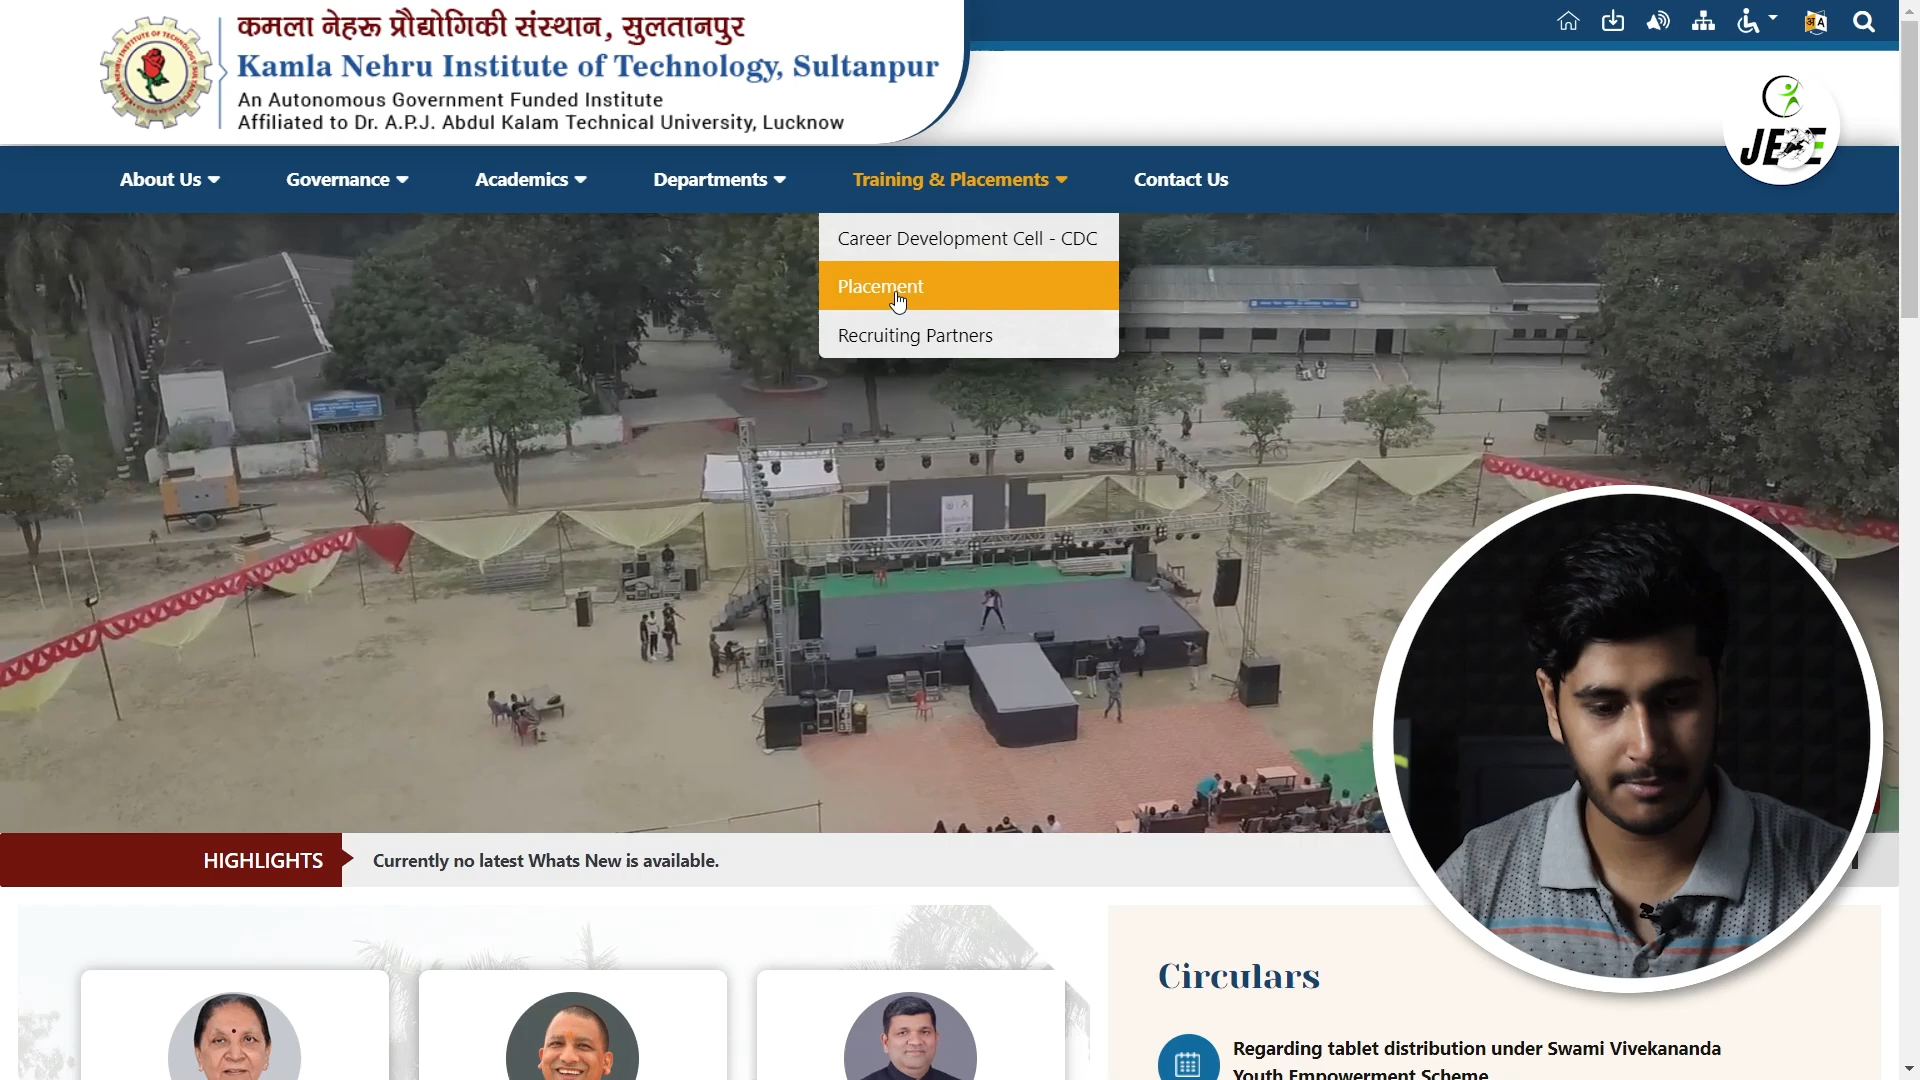 कमला नेहरू प्रौद्योगिकी संस्थान, सुलतानपुर
Kamla Nehru Institute of Technology, Sultanpur
An Autonomous Government Funded Institute
Affiliated to Dr. A.P.J. Abdul Kalam Technical University, Lucknow
About Us
Governance
Academics
Departments
Training & Placements
Contact Us
Career Development Cell - CDC
Placement
Recruiting Partners
HIGHLIGHTS
Currently no latest Whats New is available.
Circulars
Regarding tablet distribution under Swami Vivekananda
Youth Empowerment Scheme